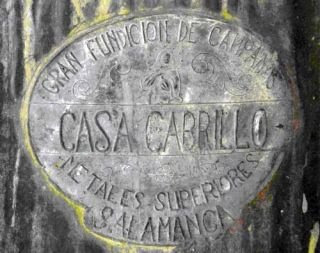 GRAN FUNDICION DE CAMPANAS
CASA CABRILLO
METALES SUPERIORES
SALAMANCA